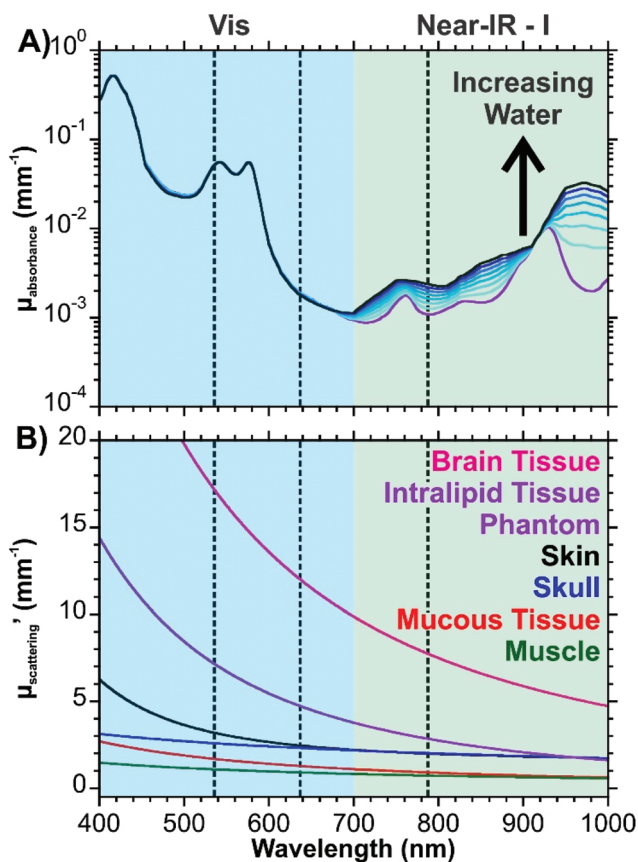 Vis
Near-IR - I
A)
10⁰
10⁻¹
10⁻²
10⁻³
10⁻⁴
μabsorbance (mm⁻¹)
Increasing
Water
B)
20
15
10
5
0
μscattering' (mm⁻¹)
Brain Tissue
Intralipid Tissue
Phantom
Skin
Skull
Mucous Tissue
Muscle
400 500 600 700 800 900 1000
Wavelength (nm)